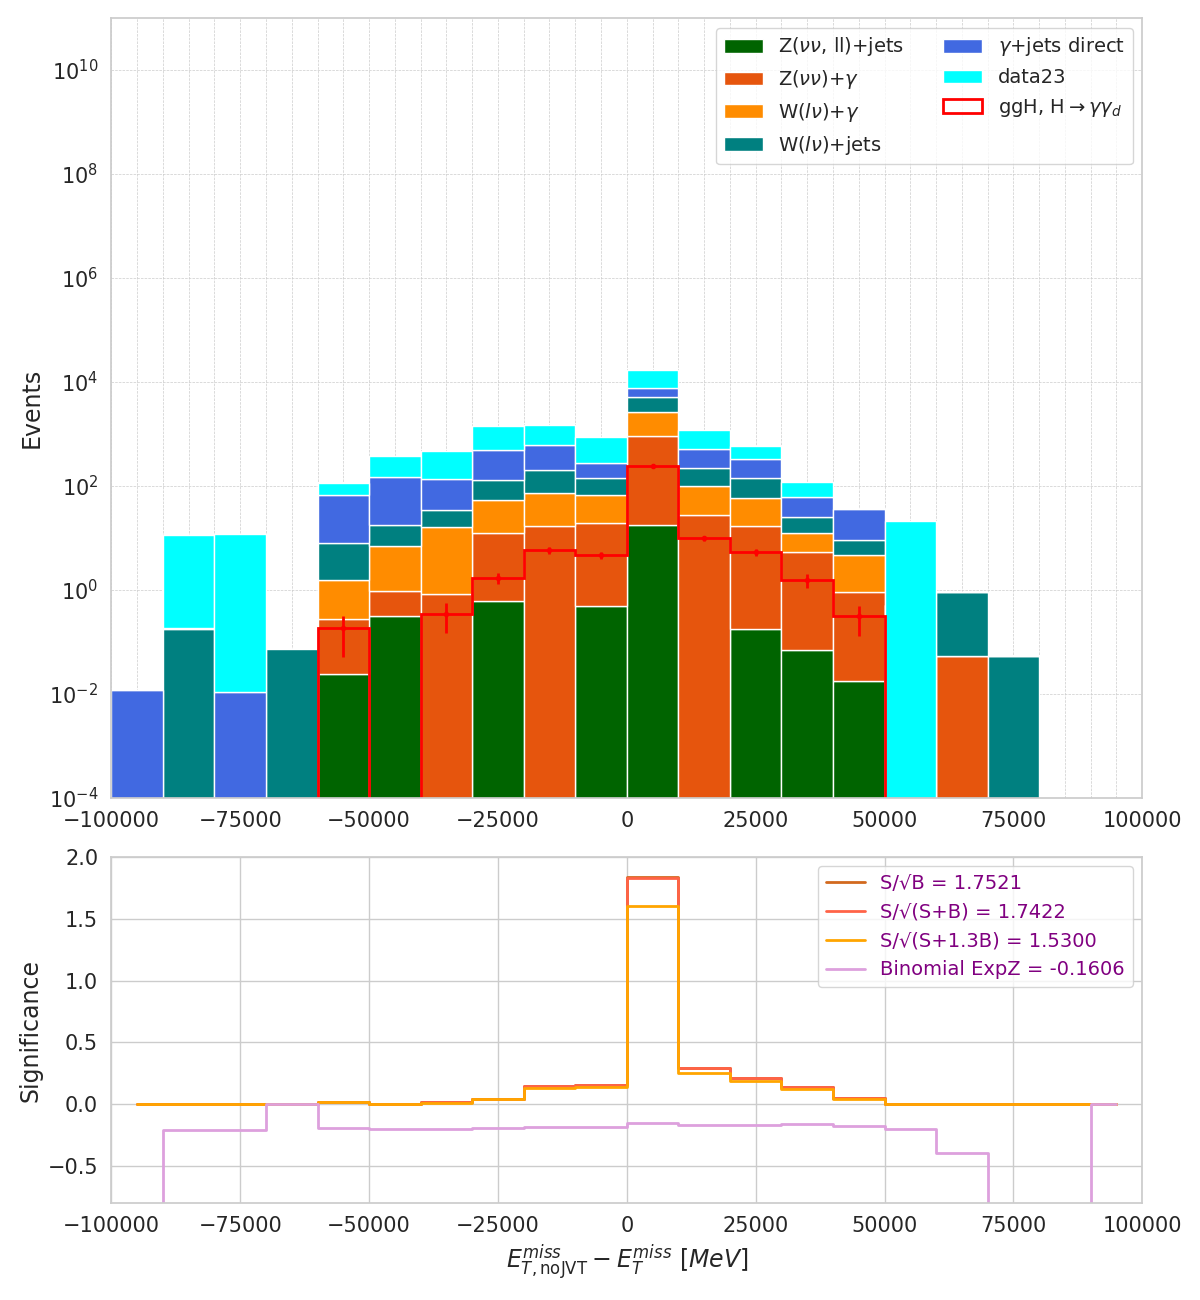 Z(νν, ll)+jets
Z(νν)+γ
W(lν)+γ
W(lν)+jets
γ+jets direct
data23
ggH, H→γγ_d
Events
10^10
10^8
10^6
10^4
10^2
10^0
10^−2
10^−4
−100000 −75000 −50000 −25000 0 25000 50000 75000 100000
S/√B = 1.7521
S/√(S+B) = 1.7422
S/√(S+1.3B) = 1.5300
Binomial ExpZ = -0.1606
Significance
2.0
1.5
1.0
0.5
0.0
−0.5
−100000 −75000 −50000 −25000 0 25000 50000 75000 100000
E_{T, noJVT}^{miss} − E_T^{miss} [MeV]